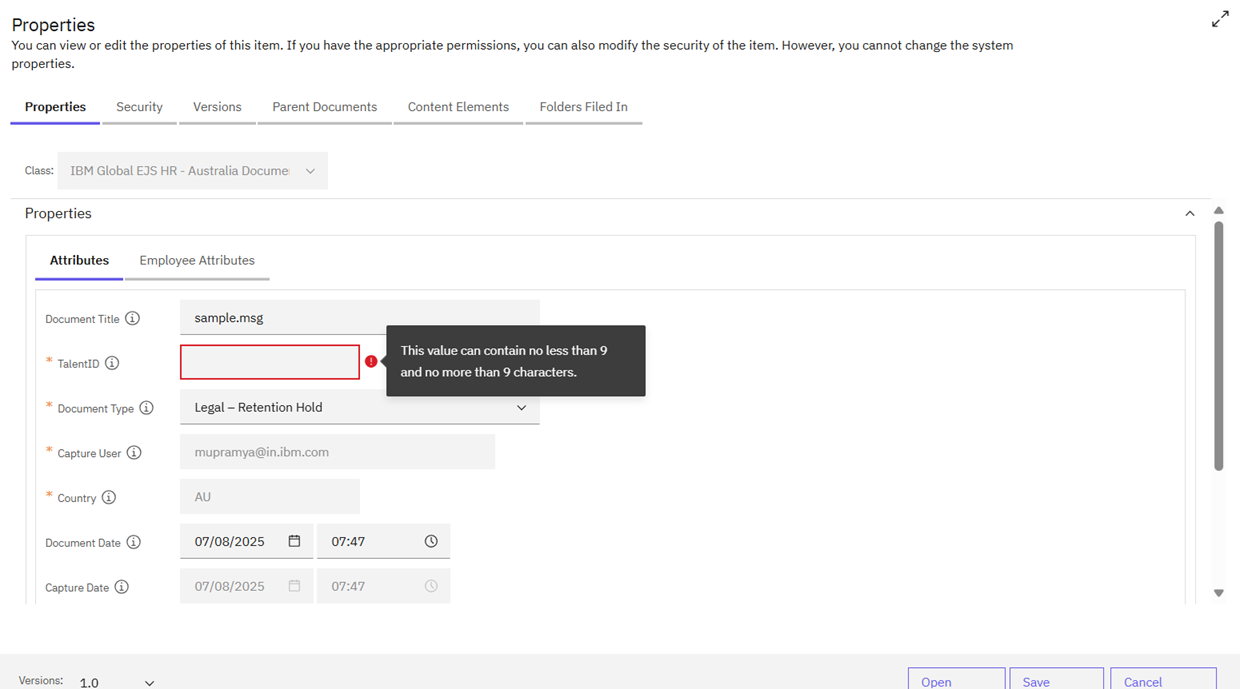 Properties
You can view or edit the properties of this item. If you have the appropriate permissions, you can also modify the security of the item. However, you cannot change the system
properties.
Properties Security Versions Parent Documents Content Elements Folders Filed In
Class: IBM Global EJS HR - Australia Docume
Properties
Attributes Employee Attributes
Document Title sample.msg
* TalentID
This value can contain no less than 9
and no more than 9 characters.
* Document Type Legal – Retention Hold
* Capture User mupramya@in.ibm.com
* Country AU
Document Date 07/08/2025 07:47
Capture Date 07/08/2025 07:47
Versions: 1.0 Open Save Cancel